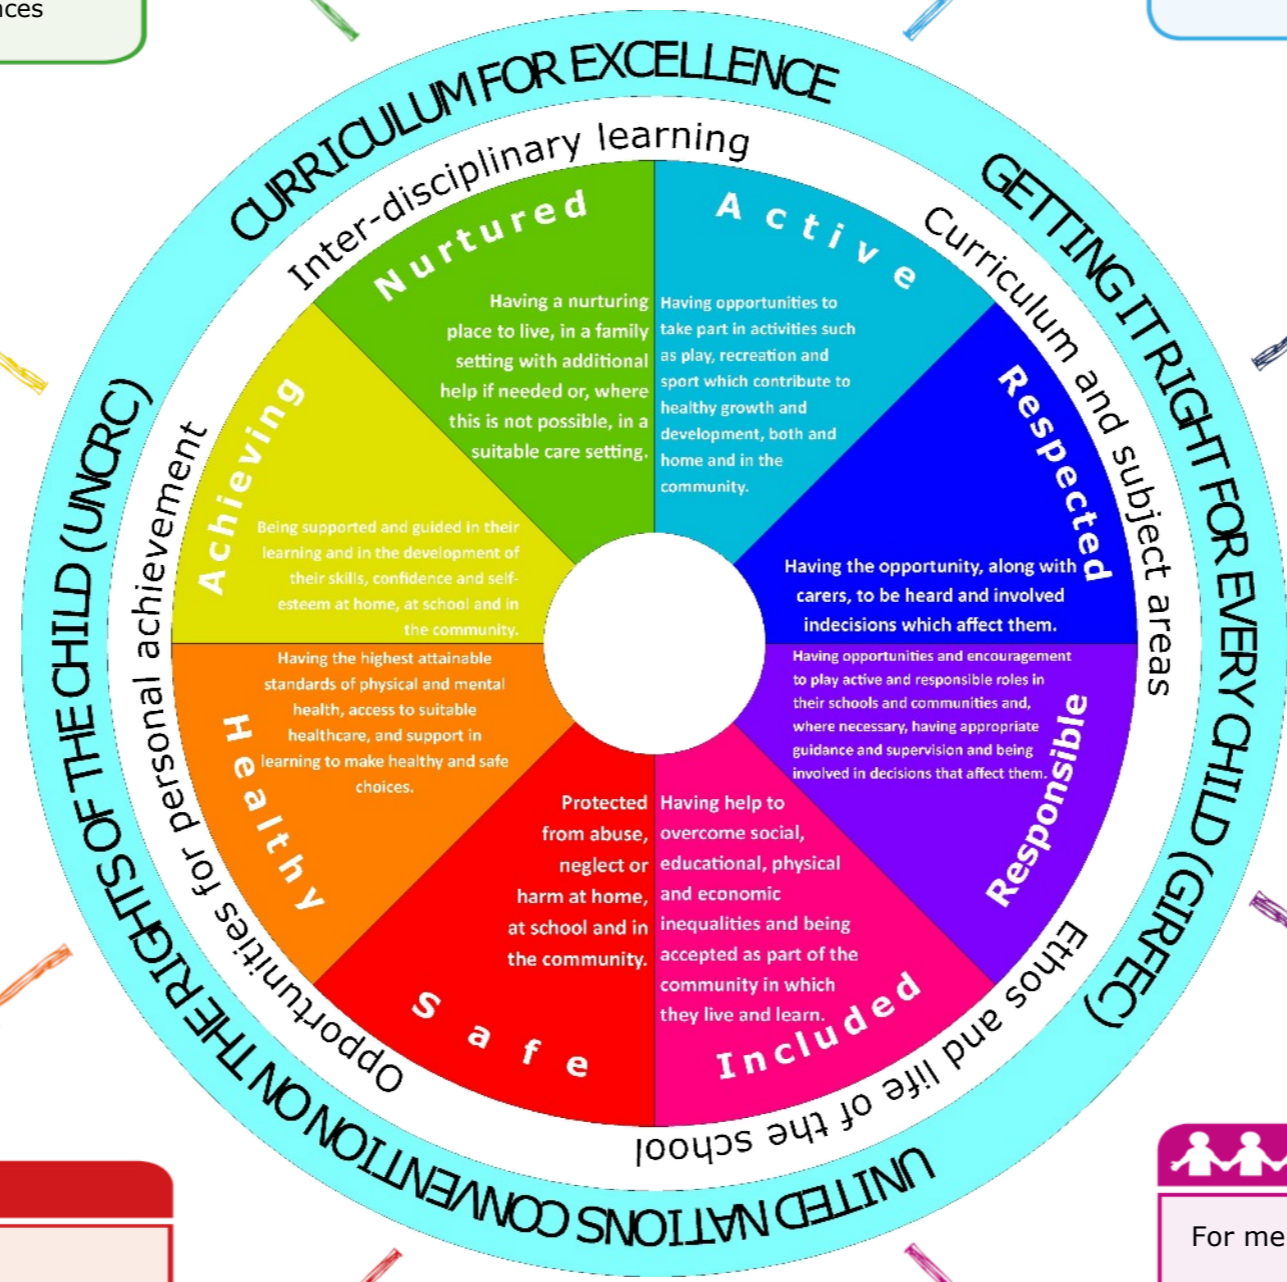 nces
CURRICULUM FOR EXCELLENCE
GETTING IT RIGHT FOR EVERY CHILD (GIRFEC)
UNITED NATIONS CONVENTION ON THE RIGHTS OF THE CHILD (UNCRC)
Inter-disciplinary learning
Curriculum and subject areas
Ethos and life of the school
Opportunities for personal achievement
Nurtured
Having a nurturing
place to live, in a family
setting with additional
help if needed or, where
this is not possible, in a
suitable care setting.
Active
Having opportunities to
take part in activities such
as play, recreation and
sport which contribute to
healthy growth and
development, both and
home and in the
community.
Respected
Having the opportunity, along with
carers, to be heard and involved
indecisions which affect them.
Responsible
Having opportunities and encouragement
to play active and responsible roles in
their schools and communities and,
where necessary, having appropriate
guidance and supervision and being
involved in decisions that affect them.
Included
Having help to
overcome social,
educational, physical
and economic
inequalities and being
accepted as part of the
community in which
they live and learn.
Safe
Protected
from abuse,
neglect or
harm at home,
at school and in
the community.
Healthy
Having the highest attainable
standards of physical and mental
health, access to suitable
healthcare, and support in
learning to make healthy and safe
choices.
Achieving
Being supported and guided in their
learning and in the development of
their skills, confidence and self-
esteem at home, at school and in
the community.
For me